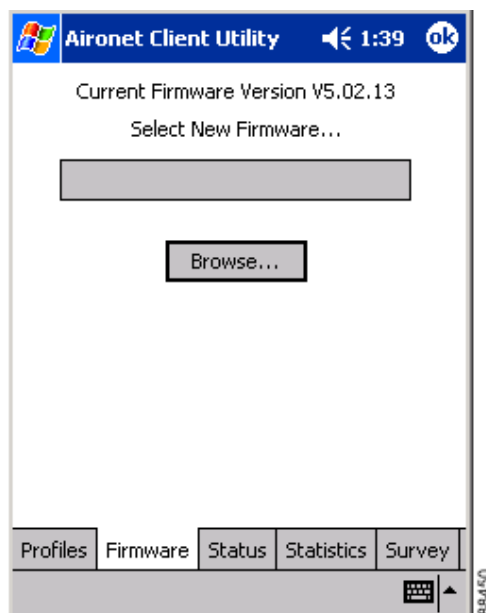 Aironet Client Utility 1:39 ok
Current Firmware Version V5.02.13
Select New Firmware...
Browse...
Profiles Firmware Status Statistics Survey